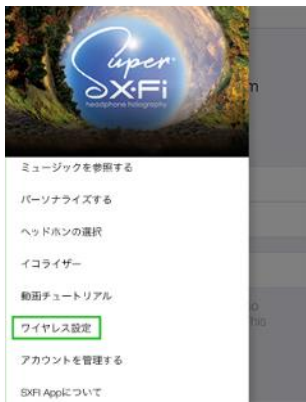 Super
X-Fi
headphone holography
m
ミュージックを参照する
パーソナライズする
ヘッドホンの選択
イコライザー
動画チュートリアル
ワイヤレス設定
アカウントを管理する
SXFI Appについて